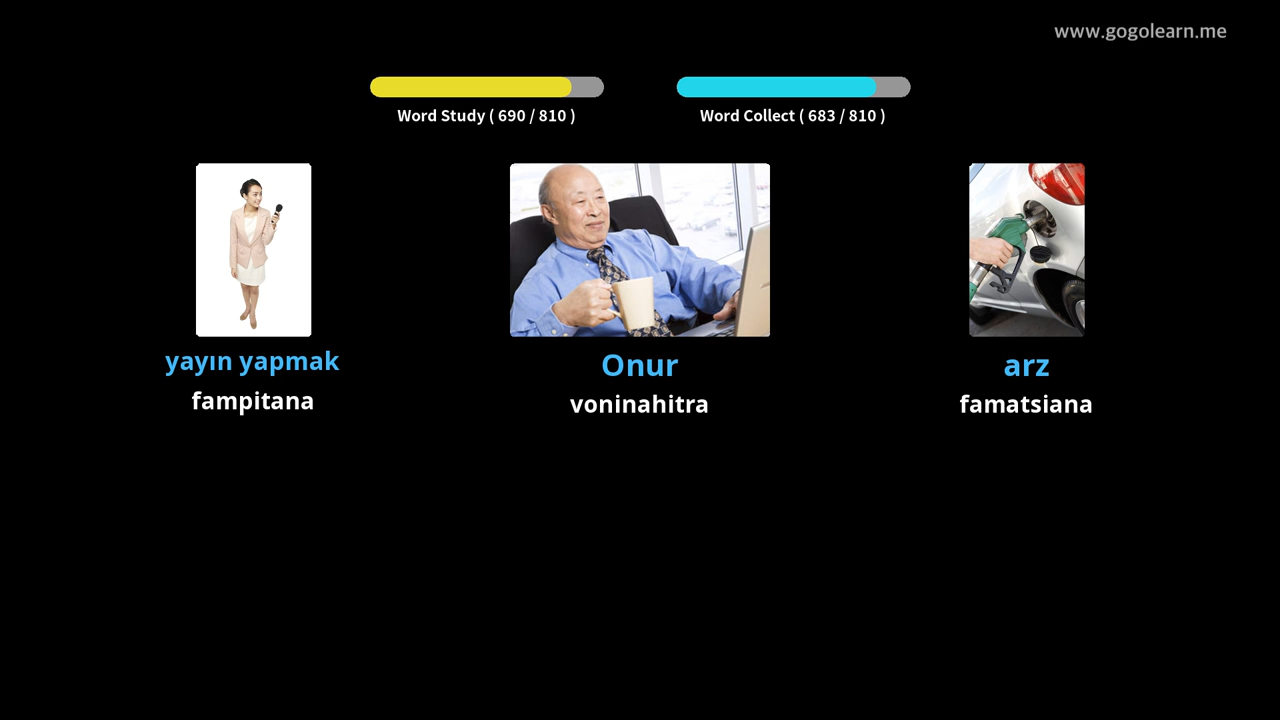 www.gogolearn.me
Word Study ( 690 / 810 )
Word Collect ( 683 / 810 )
yayın yapmak
fampitana
Onur
voninahitra
arz
famatsiana